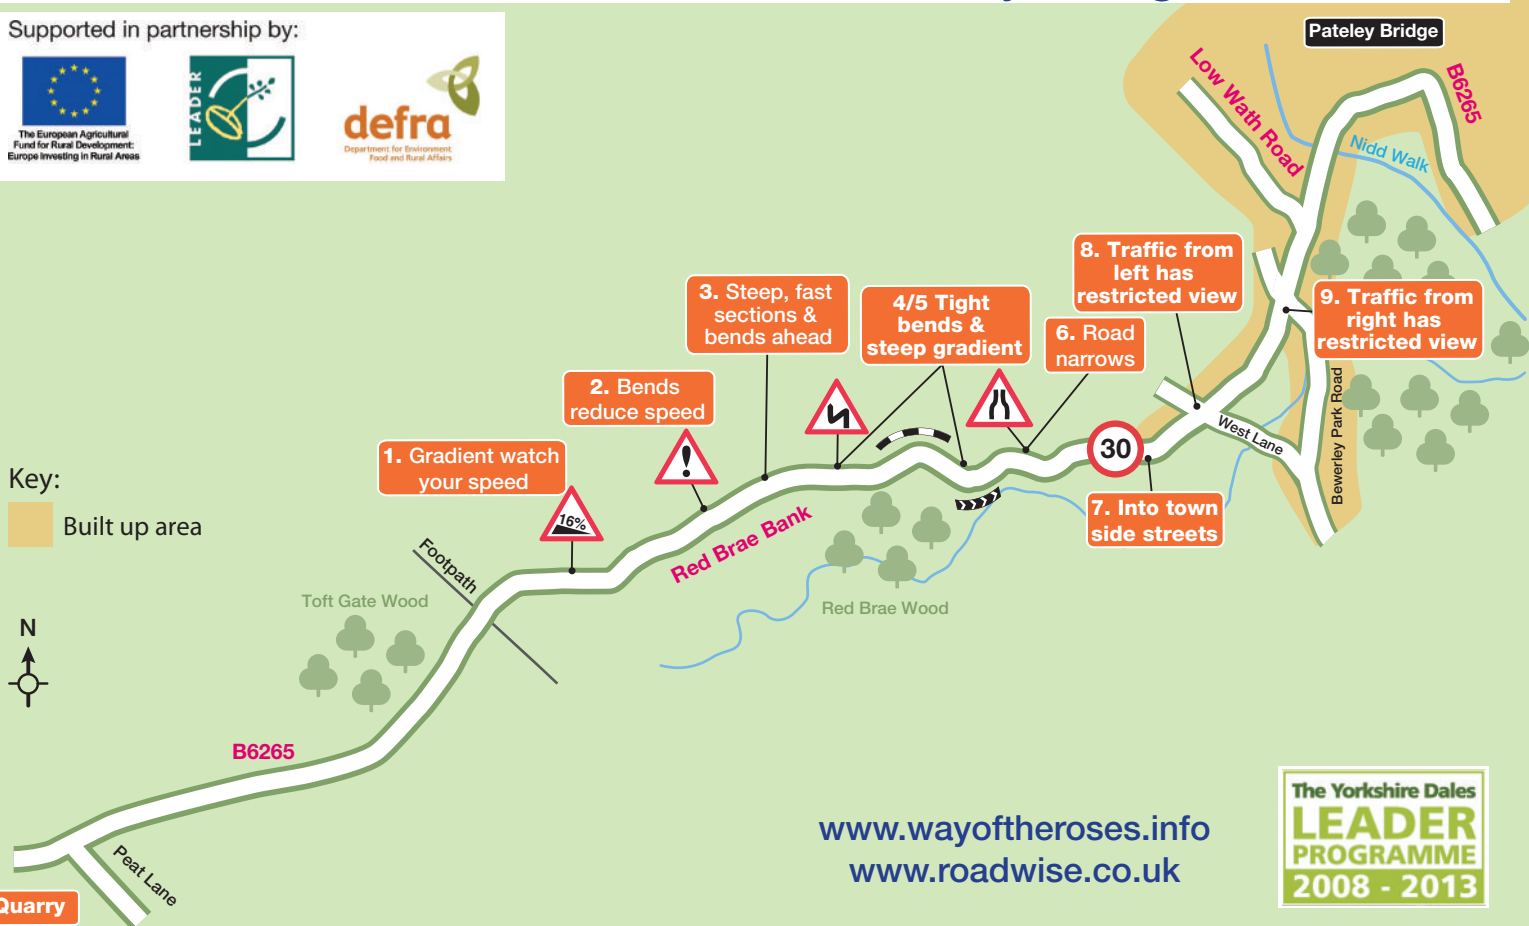 Supported in partnership by:
The European Agricultural
Fund for Rural Development:
Europe Investing in Rural Areas
LEADER
defra
Department for Environment
Food and Rural Affairs
Pateley Bridge
Low Wath Road
B6265
Nidd Walk
8. Traffic from
left has
restricted view
9. Traffic from
right has
restricted view
3. Steep, fast
sections &
bends ahead
4/5 Tight
bends &
steep gradient
6. Road
narrows
2. Bends
reduce speed
1. Gradient watch
your speed
16%
30
7. Into town
side streets
West Lane
Bewerley Park Road
Key:
Built up area
Red Brae Bank
Footpath
Toft Gate Wood
Red Brae Wood
N
B6265
Peat Lane
Quarry
www.wayoftheroses.info
www.roadwise.co.uk
The Yorkshire Dales
LEADER
PROGRAMME
2008 - 2013